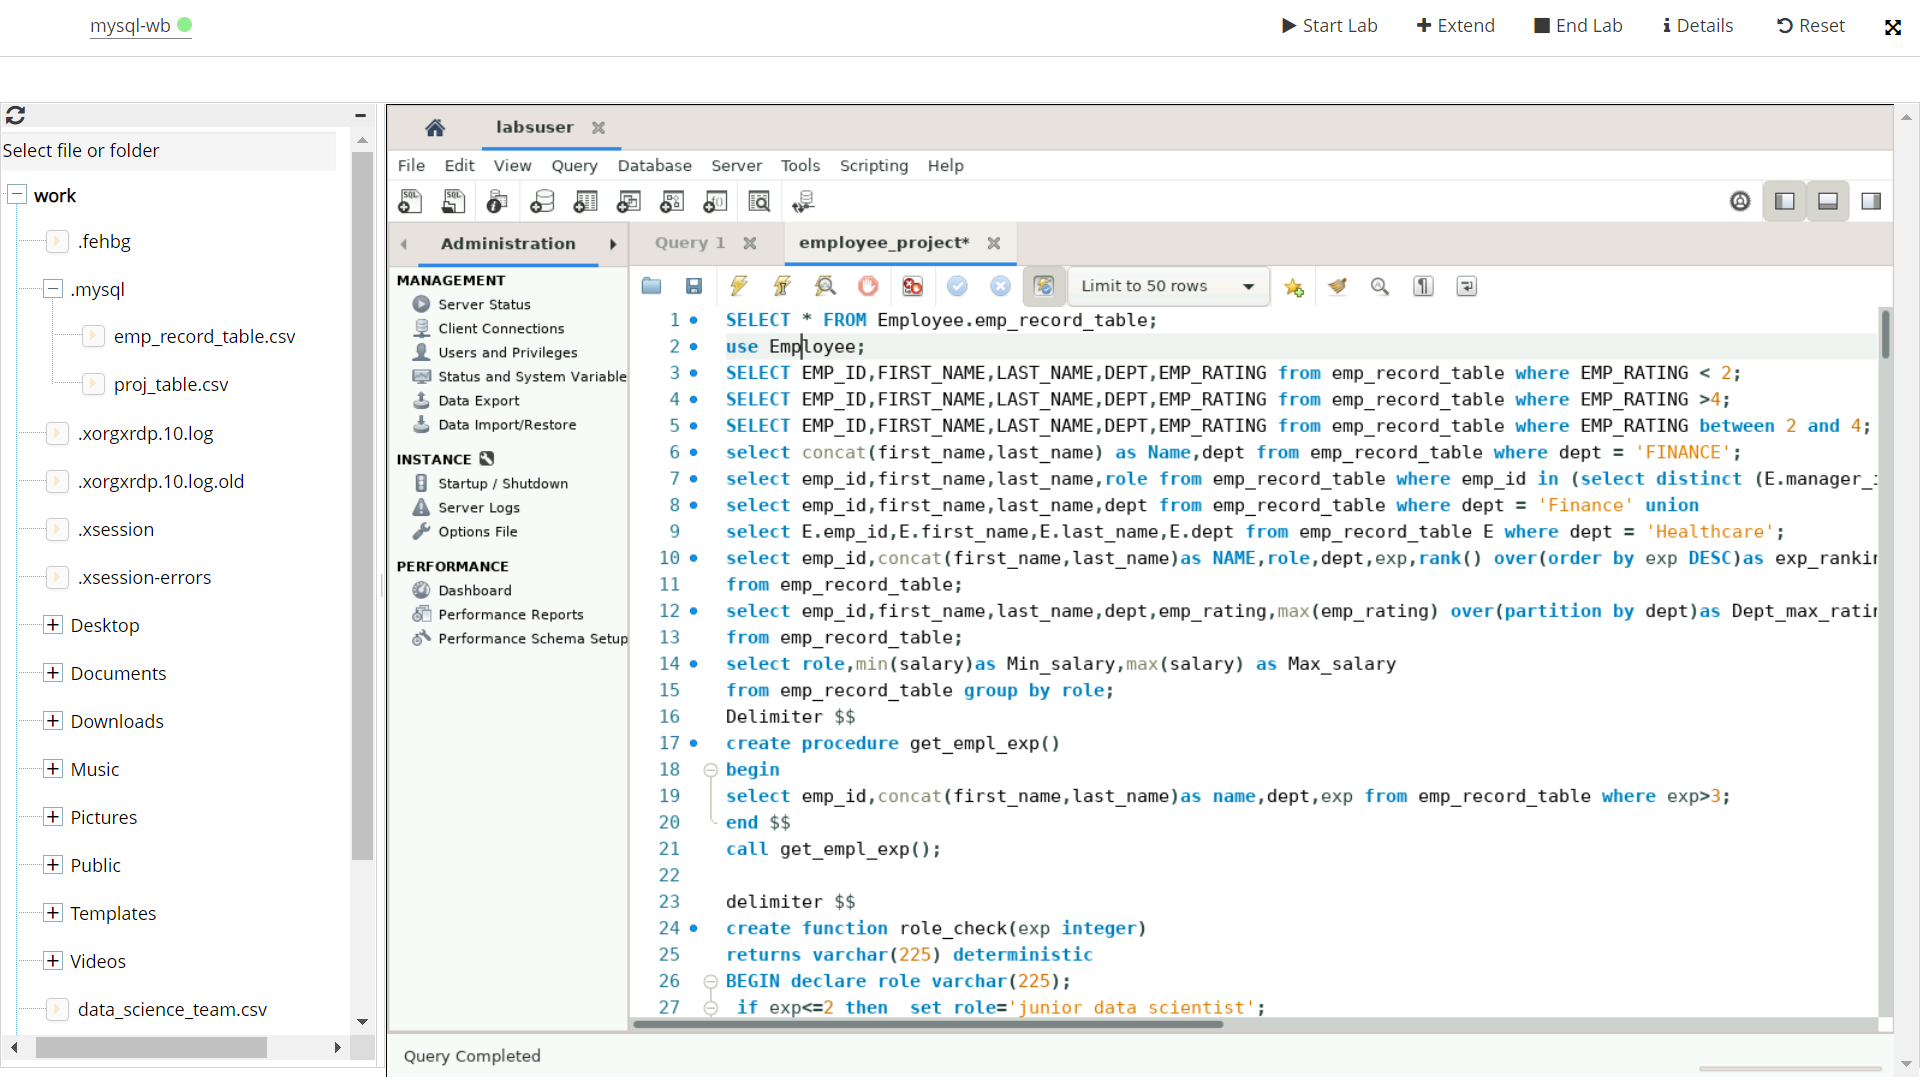 mysql-wb
Start Lab
Extend
End Lab
Details
Reset
Select file or folder
work
.fehbg
.mysql
emp_record_table.csv
proj_table.csv
.xorgxrdp.10.log
.xorgxrdp.10.log.old
.xsession
.xsession-errors
Desktop
Documents
Downloads
Music
Pictures
Public
Templates
Videos
data_science_team.csv
labsuser
File Edit View Query Database Server Tools Scripting Help
Administration
MANAGEMENT
Server Status
Client Connections
Users and Privileges
Status and System Variable
Data Export
Data Import/Restore
INSTANCE
Startup / Shutdown
Server Logs
Options File
PERFORMANCE
Dashboard
Performance Reports
Performance Schema Setup
Query 1
employee_project*
Limit to 50 rows
1 SELECT * FROM Employee.emp_record_table;
2 use Employee;
3 SELECT EMP_ID,FIRST_NAME,LAST_NAME,DEPT,EMP_RATING from emp_record_table where EMP_RATING < 2;
4 SELECT EMP_ID,FIRST_NAME,LAST_NAME,DEPT,EMP_RATING from emp_record_table where EMP_RATING >4;
5 SELECT EMP_ID,FIRST_NAME,LAST_NAME,DEPT,EMP_RATING from emp_record_table where EMP_RATING between 2 and 4;
6 select concat(first_name,last_name) as Name,dept from emp_record_table where dept = 'FINANCE';
7 select emp_id,first_name,last_name,role from emp_record_table where emp_id in (select distinct (E.manager_i
8 select emp_id,first_name,last_name,dept from emp_record_table where dept = 'Finance' union
9 select E.emp_id,E.first_name,E.last_name,E.dept from emp_record_table E where dept = 'Healthcare';
10 select emp_id,concat(first_name,last_name)as NAME,role,dept,exp,rank() over(order by exp DESC)as exp_rankin
11 from emp_record_table;
12 select emp_id,first_name,last_name,dept,emp_rating,max(emp_rating) over(partition by dept)as Dept_max_ratin
13 from emp_record_table;
14 select role,min(salary)as Min_salary,max(salary) as Max_salary
15 from emp_record_table group by role;
16 Delimiter $$
17 create procedure get_empl_exp()
18 begin
19 select emp_id,concat(first_name,last_name)as name,dept,exp from emp_record_table where exp>3;
20 end $$
21 call get_empl_exp();
22
23 delimiter $$
24 create function role_check(exp integer)
25 returns varchar(225) deterministic
26 BEGIN declare role varchar(225);
27 if exp<=2 then  set role='junior data scientist';
Query Completed